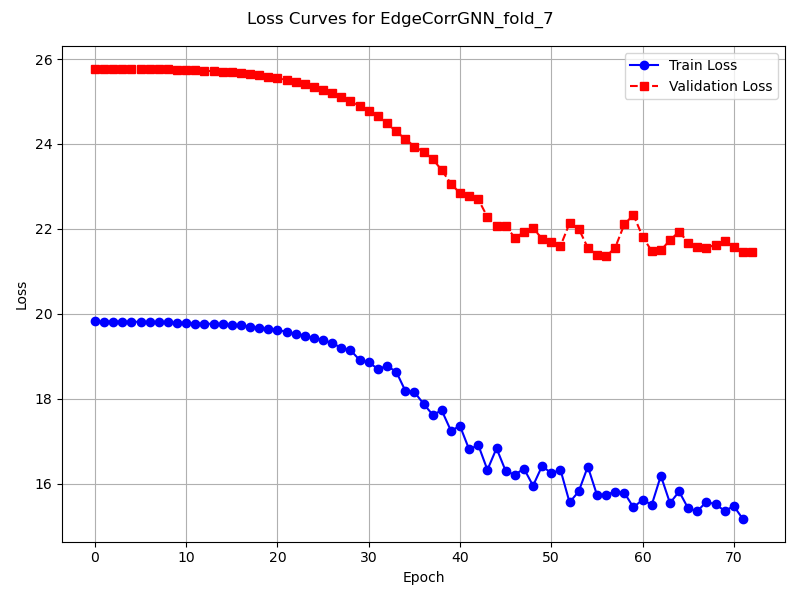 Loss Curves for EdgeCorrGNN_fold_7
Train Loss
Validation Loss
26
24
22
20
18
16
Loss
0 10 20 30 40 50 60 70
Epoch